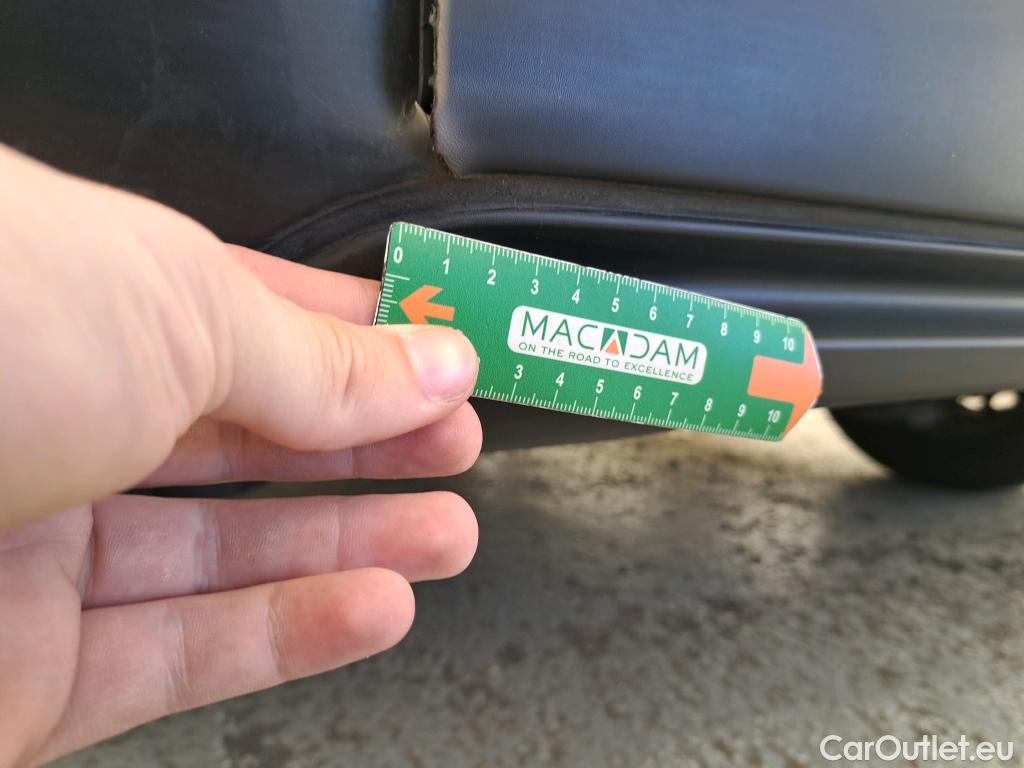 0 1 2 3 4 5 6 7 8 9 10
MACADAM
ON THE ROAD TO EXCELLENCE
3 4 5 6 7 8 9 10
CarOutlet.eu